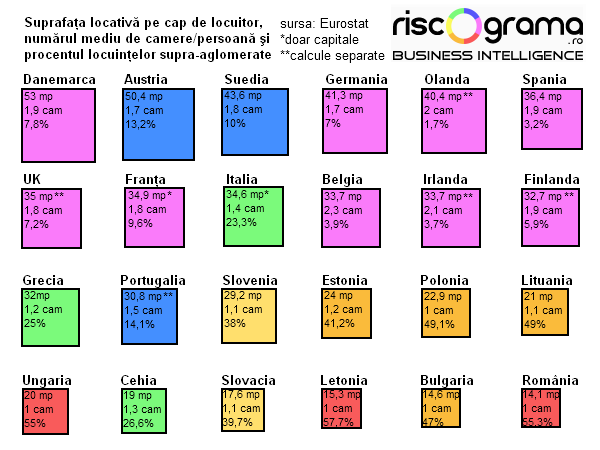 Suprafața locativă pe cap de locuitor,
numărul mediu de camere/persoană și
procentul locuințelor supra-aglomerate
sursa: Eurostat
*doar capitale
**calcule separate
riscograma
.ro
BUSINESS INTELLIGENCE
Danemarca Austria Suedia Germania Olanda Spania
53 mp 50,4 mp 43,6 mp 41,3 mp 40,4 mp** 36,4 mp
1,9 cam 1,7 cam 1,8 cam 1,7 cam 2 cam 1,9 cam
7,8% 13,2% 10% 7% 1,7% 3,2%
UK Franța Italia Belgia Irlanda Finlanda
35 mp** 34,9 mp* 34,6 mp* 33,7 mp 33,7 mp** 32,7 mp **
1,8 cam 1,8 cam 1,4 cam 2,3 cam 2,1 cam 1,9 cam
7,2% 9,6% 23,3% 3,9% 3,7% 5,9%
Grecia Portugalia Slovenia Estonia Polonia Lituania
32mp 30,8 mp** 29,2 mp 24 mp 22,9 mp 21 mp
1,2 cam 1,5 cam 1,1 cam 1,2 cam 1 cam 1,1 cam
25% 14,1% 38% 41,2% 49,1% 49%
Ungaria Cehia Slovacia Letonia Bulgaria România
20 mp 19 mp 17,6 mp 15,3 mp 14,6 mp 14,1 mp
1 cam 1,3 cam 1,1 cam 1 cam 1 cam 1 cam
55% 26,6% 39,7% 57,7% 47% 55,3%